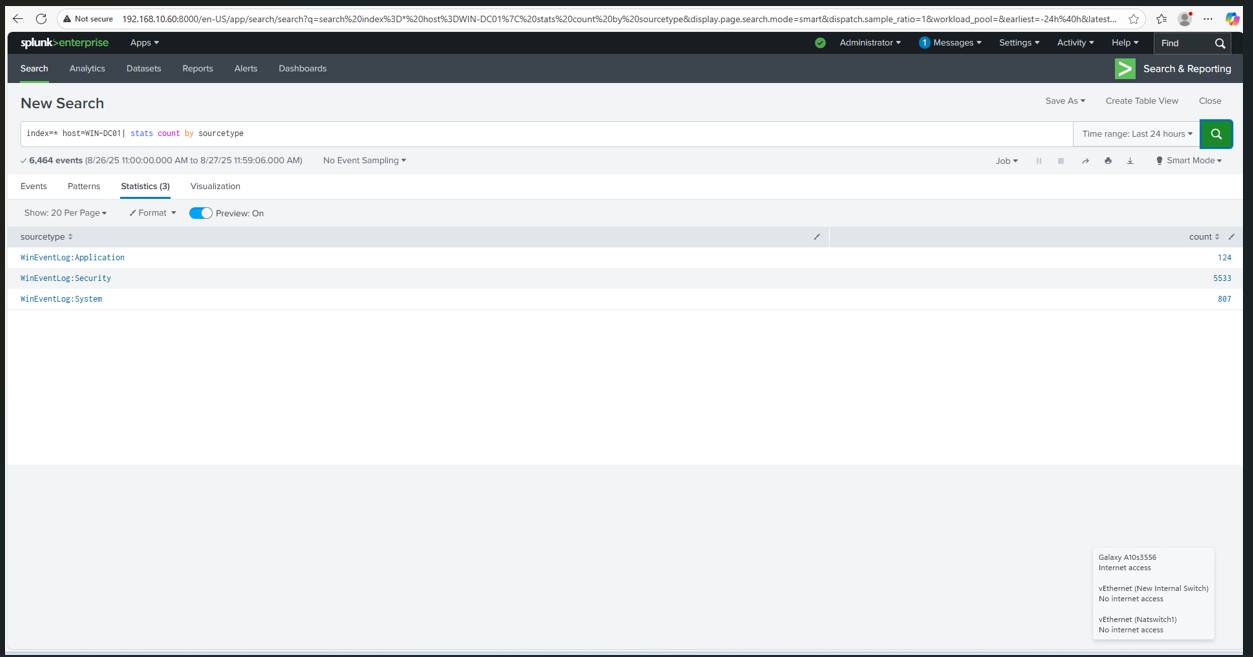 Not secure 192.168.10.60:8000/en-US/app/search/search?q=search%20index%3D*%20host%3DWIN-DC01%7C%20stats%20count%20by%20sourcetype&display.page.search.mode=smart&dispatch.sample_ratio=1&workload_pool=&earliest=-24h%40h&latest...
splunk>enterprise Apps Administrator 1 Messages Settings Activity Help Find
Search Analytics Datasets Reports Alerts Dashboards > Search & Reporting
New Search Save As Create Table View Close
index=* host=WIN-DC01| stats count by sourcetype Time range: Last 24 hours
6,464 events (8/26/25 11:00:00.000 AM to 8/27/25 11:59:06.000 AM) No Event Sampling Job Smart Mode
Events Patterns Statistics (3) Visualization
Show: 20 Per Page Format Preview: On
sourcetype count
WinEventLog:Application 124
WinEventLog:Security 5533
WinEventLog:System 807
Galaxy A10s3556
Internet access
vEthernet (New Internal Switch)
No internet access
vEthernet (Natswitch1)
No internet access